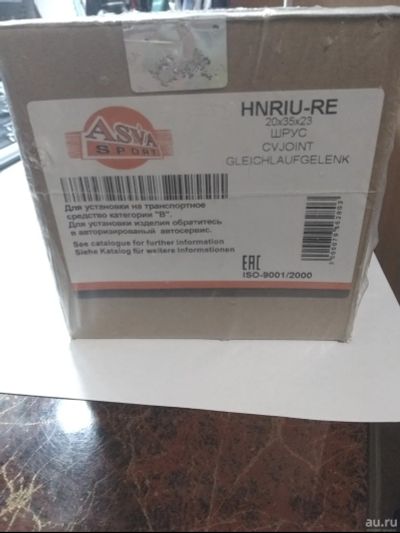 ASVA
SPORT
HNRIU-RE
20x35x23
ШРУС
CVJOINT
GLEICHLAUFGELENK
Для установки на транспортное
средство категории "В".
Для установки изделия обратитесь
в авторизированый автосервис.
See catalogue for further information
Siehe Katalog für weitere Informationen
EAC
ISO-9001/2000
au.ru